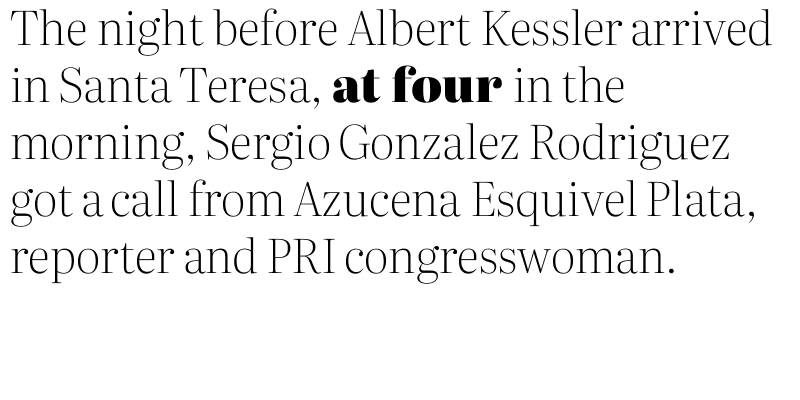 The night before Albert Kessler arrived
in Santa Teresa, at four in the
morning, Sergio Gonzalez Rodriguez
got a call from Azucena Esquivel Plata,
reporter and PRI congresswoman.